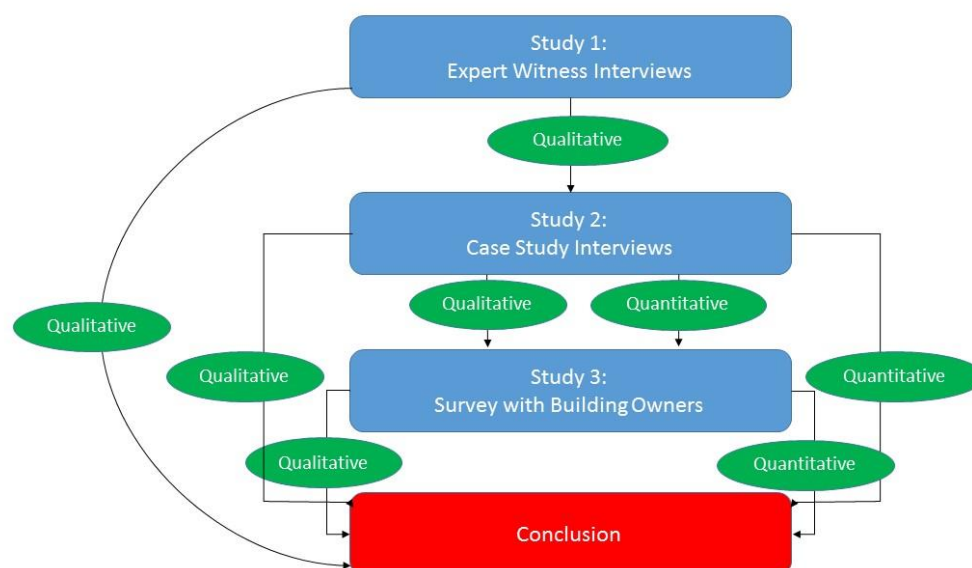 Study 1:
Expert Witness Interviews
Qualitative
Study 2:
Case Study Interviews
Qualitative
Quantitative
Qualitative
Qualitative
Quantitative
Study 3:
Survey with Building Owners
Qualitative
Quantitative
Conclusion